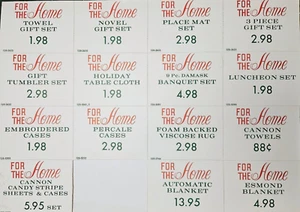 FOR THE Home
TOWEL
GIFT SET
1.98
FOR THE Home
NOVEL
GIFT SET
1.98
FOR THE Home
PLACE MAT
SET
2.98
FOR THE Home
3 PIECE
GIFT SET
2.98
FOR THE Home
GIFT
TUMBLER SET
2.98
FOR THE Home
HOLIDAY
TABLE CLOTH
1.98
FOR THE Home
9 Pc. DAMASK
BANQUET SET
4.98
FOR THE Home
LUNCHEON SET
1.98
FOR THE Home
EMBROIDERED
CASES
1.98
FOR THE Home
PERCALE
CASES
2.98
FOR THE Home
FOAM BACKED
VISCOSE RUG
2.98
FOR THE Home
CANNON
TOWELS
88¢
FOR THE Home
CANNON
CANDY STRIPE
SHEETS & CASES
5.95 SET
FOR THE Home
AUTOMATIC
BLANKET
13.95
FOR THE Home
ESMOND
BLANKET
4.98